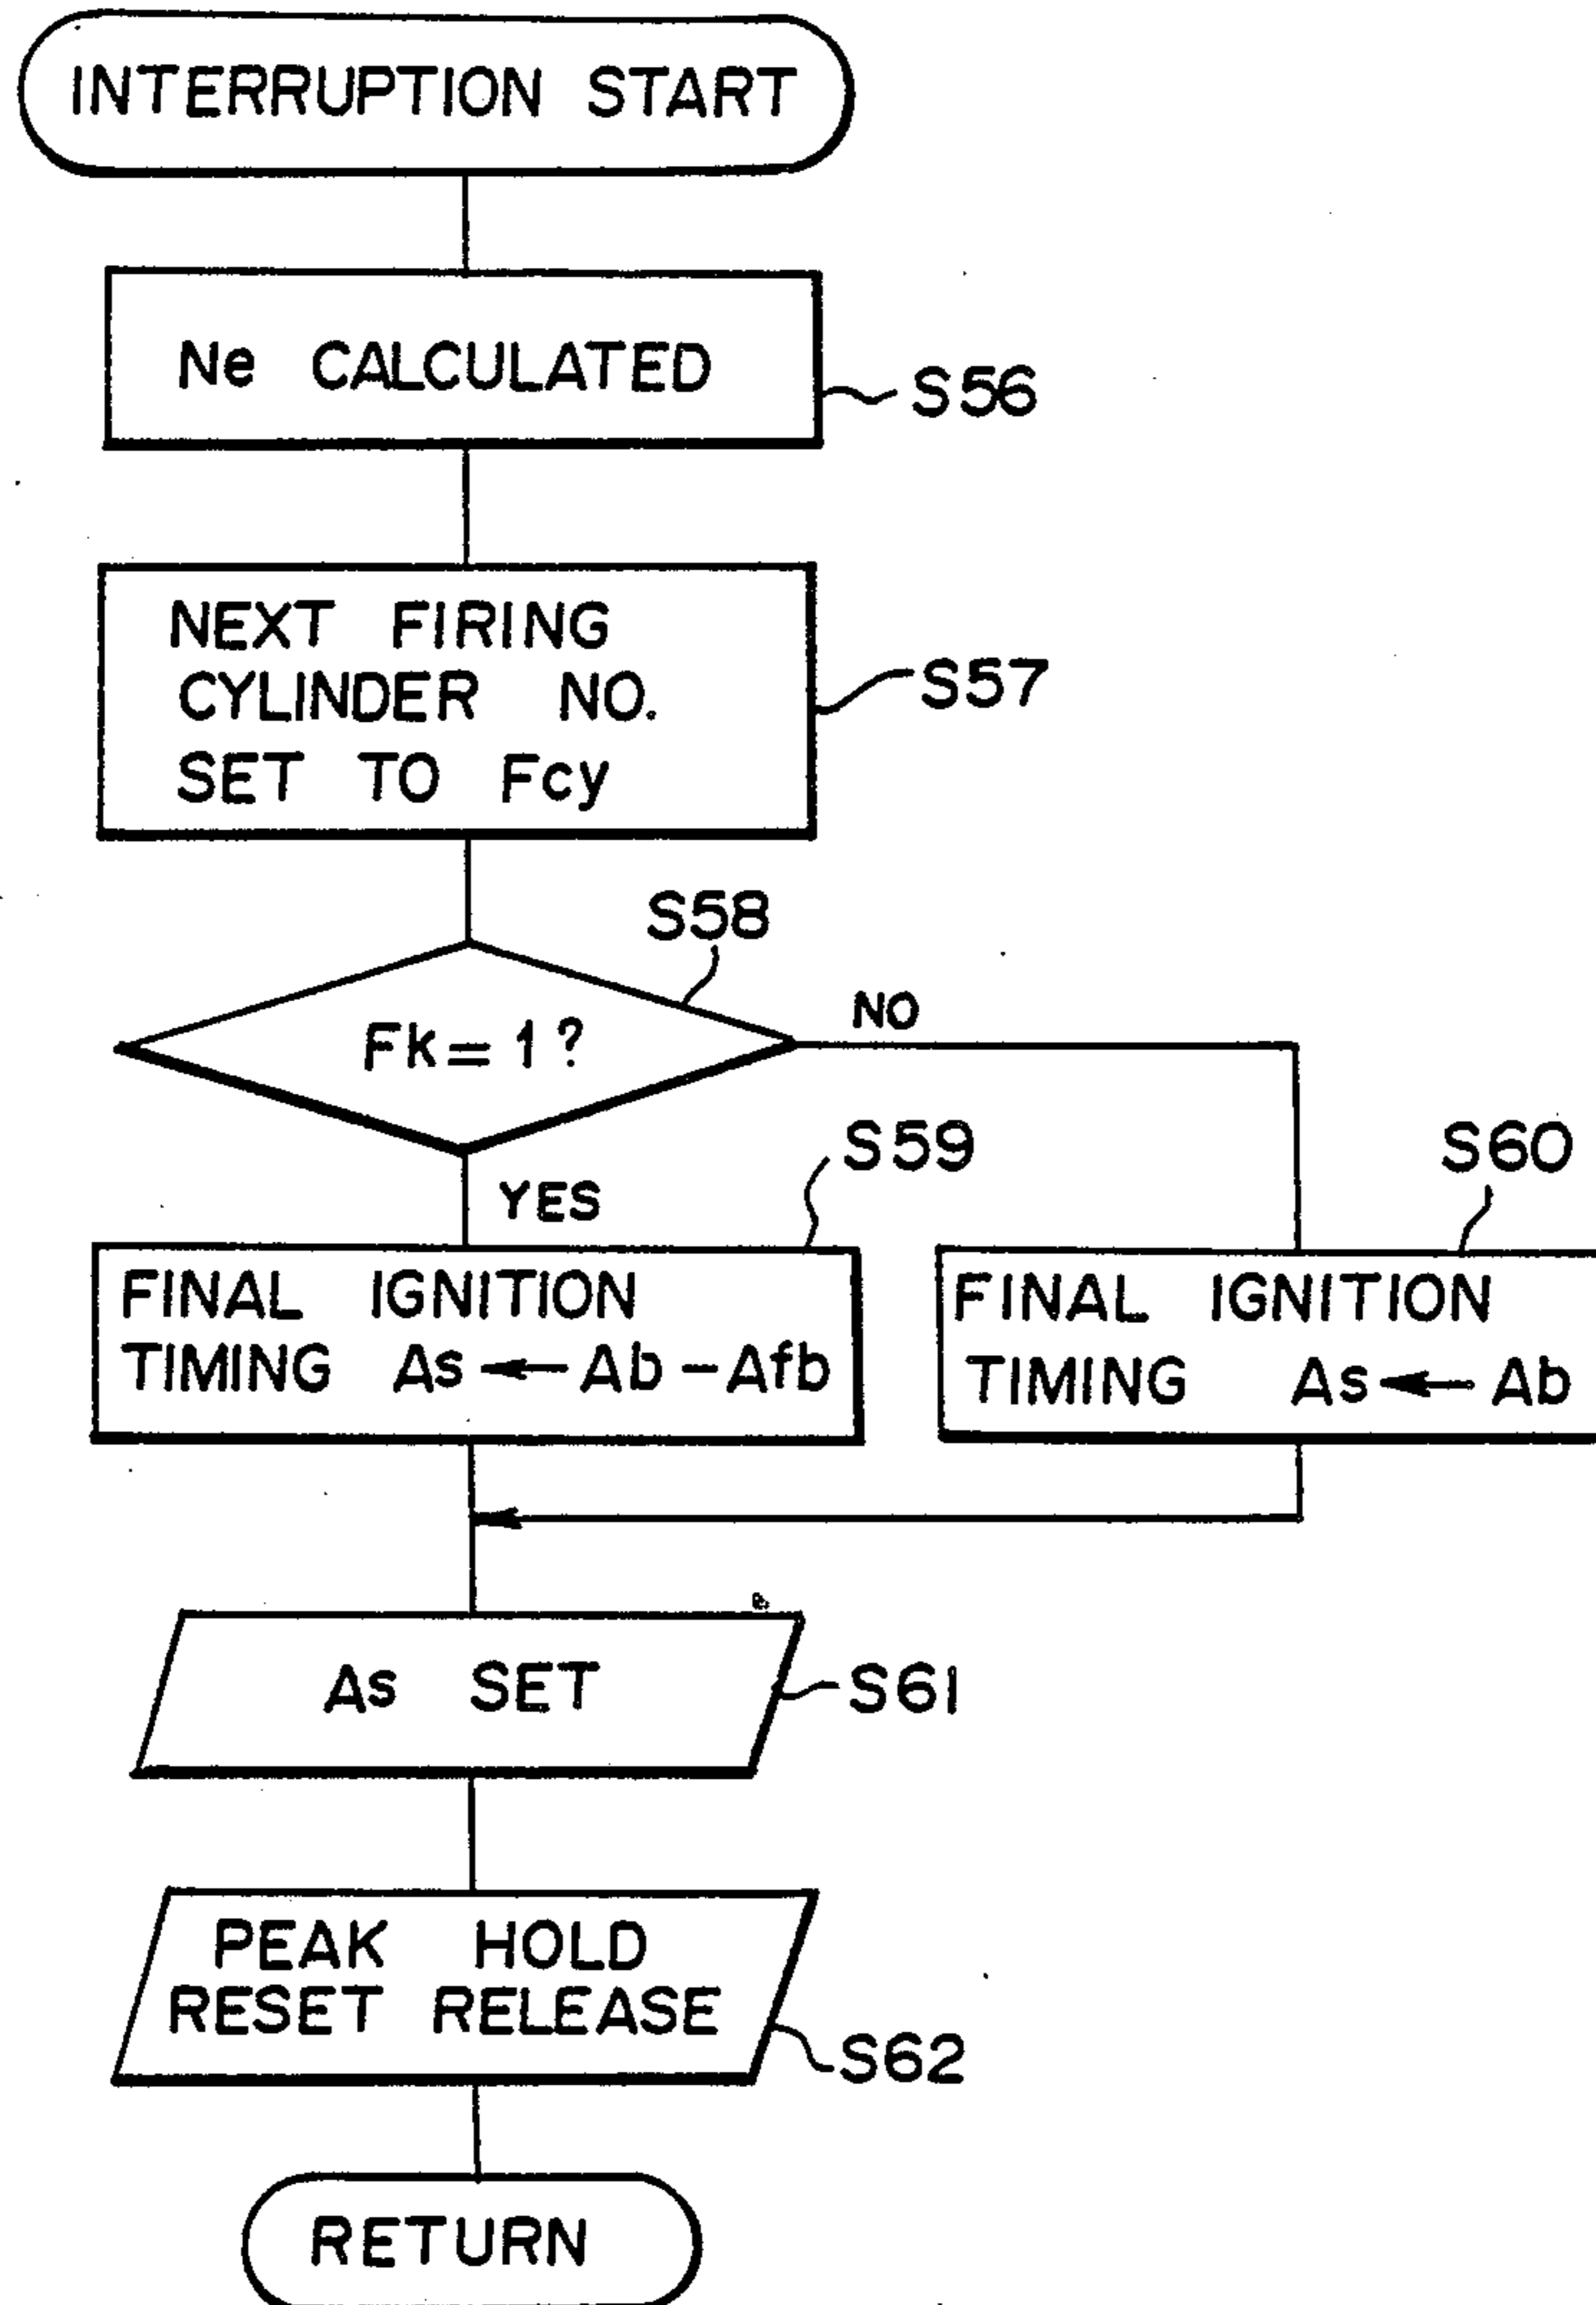 INTERRUPTION START
Ne CALCULATED
S56
NEXT FIRING
CYLINDER NO.
SET TO Fcy
S57
S58
Fk = 1 ?
NO
YES
S59
FINAL IGNITION
TIMING As ← Ab - Afb
S60
FINAL IGNITION
TIMING As ← Ab
As SET
S61
PEAK HOLD
RESET RELEASE
S62
RETURN